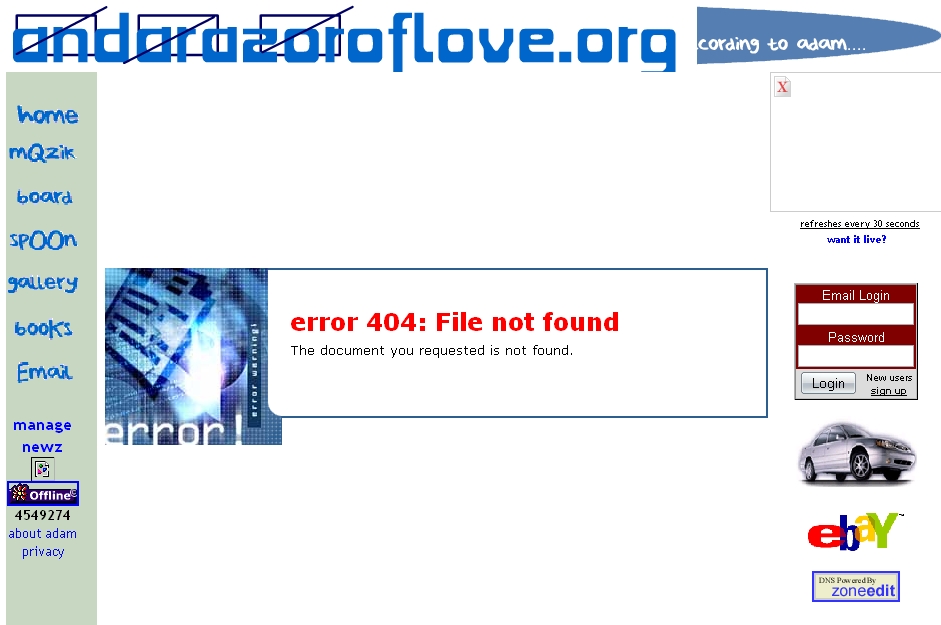 andarazoroflove.org
cording to adam....
home
mQzik
board
spOOn
gallery
books
Email
manage
newz
Offline
4549274
about adam
privacy
error warning!
error!
error 404: File not found
The document you requested is not found.
X
refreshes every 30 seconds
want it live?
Email Login
Password
Login
New users
sign up
ebaY™
DNS Powered By
zoneedit